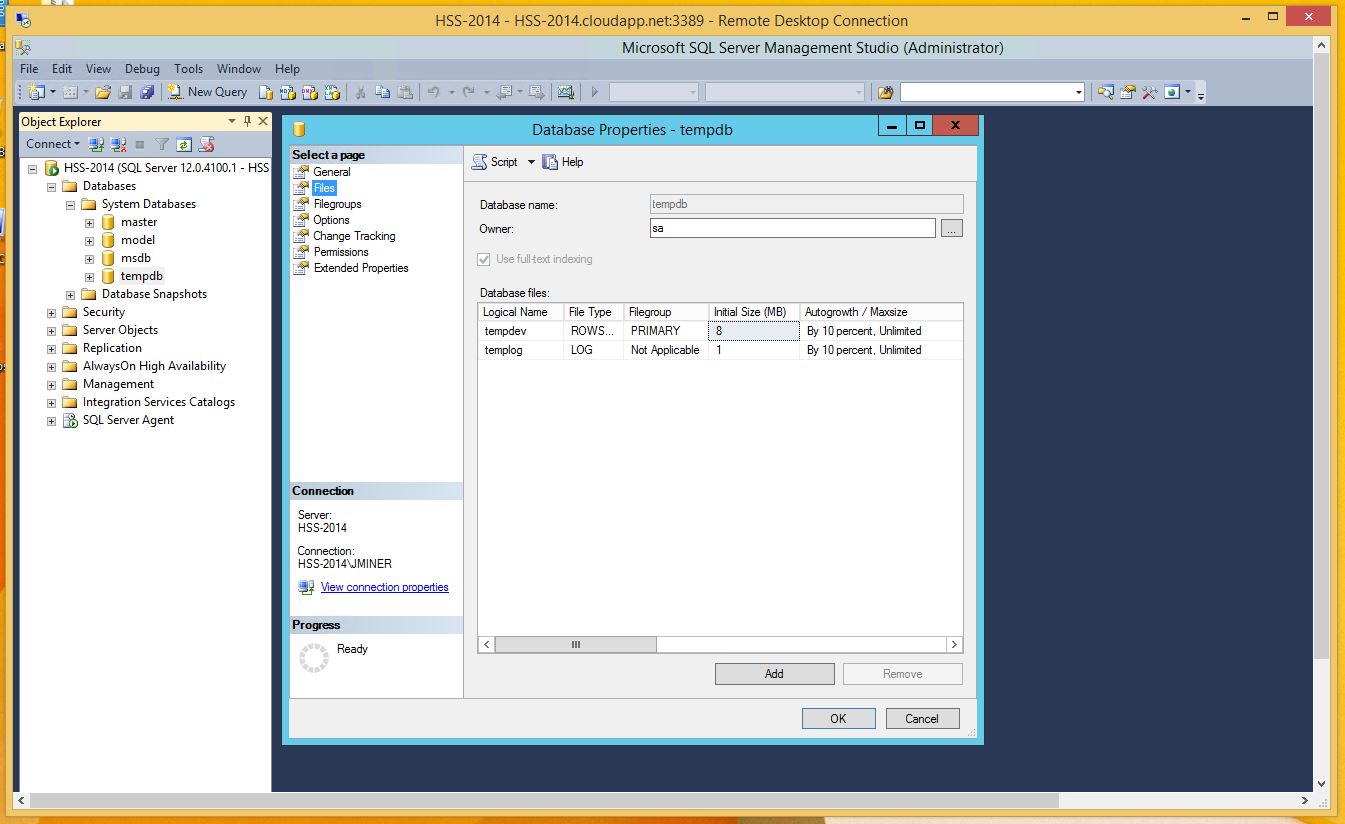 HSS-2014 - HSS-2014.cloudapp.net:3389 - Remote Desktop Connection
Microsoft SQL Server Management Studio (Administrator)
File Edit View Debug Tools Window Help
New Query
Object Explorer
Connect
HSS-2014 (SQL Server 12.0.4100.1 - HSS
Databases
System Databases
master
model
msdb
tempdb
Database Snapshots
Security
Server Objects
Replication
AlwaysOn High Availability
Management
Integration Services Catalogs
SQL Server Agent
Database Properties - tempdb
Select a page
General
Files
Filegroups
Options
Change Tracking
Permissions
Extended Properties
Connection
Server:
HSS-2014
Connection:
HSS-2014\JMINER
View connection properties
Progress
Ready
Script Help
Database name: tempdb
Owner: sa
...
Use full-text indexing
Database files:
Logical Name File Type Filegroup Initial Size (MB) Autogrowth / Maxsize
tempdev ROWS... PRIMARY 8 By 10 percent, Unlimited
templog LOG Not Applicable 1 By 10 percent, Unlimited
Add Remove
OK Cancel